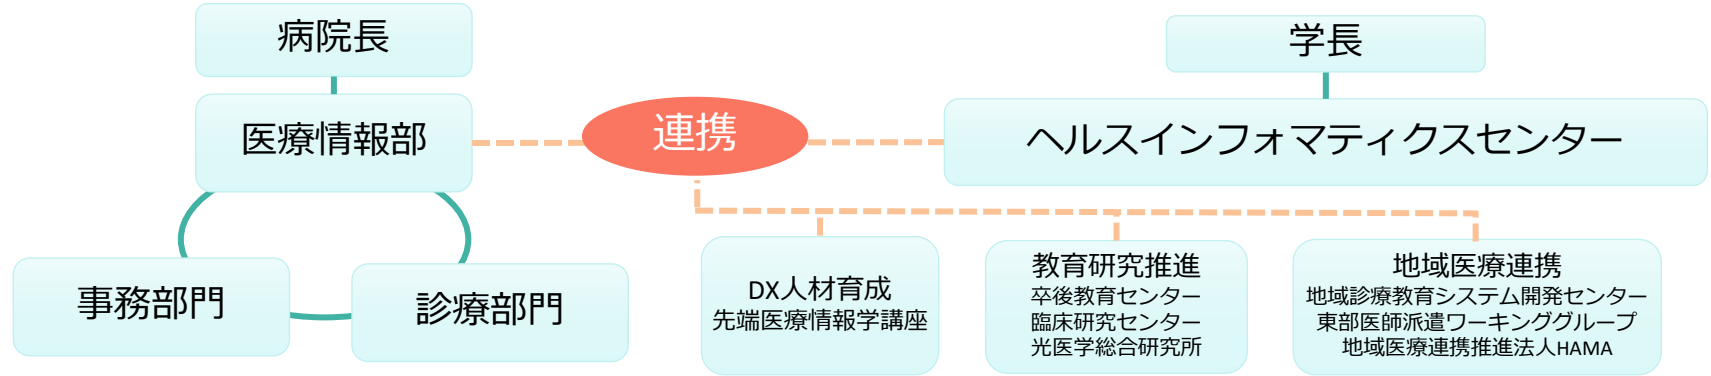 病院長
学長
医療情報部
連携
ヘルスインフォマティクスセンター
事務部門
診療部門
DX人材育成
先端医療情報学講座
教育研究推進
卒後教育センター
臨床研究センター
光医学総合研究所
地域医療連携
地域診療教育システム開発センター
東部医師派遣ワーキンググループ
地域医療連携推進法人HAMA